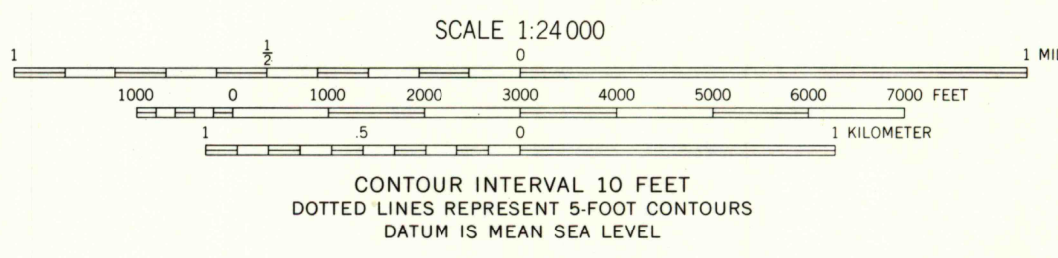 SCALE 1:24 000
1 1/2 0 1
1000 0 1000 2000 3000 4000 5000 6000 7000 FEET
1 .5 0 1 KILOMETER
CONTOUR INTERVAL 10 FEET
DOTTED LINES REPRESENT 5-FOOT CONTOURS
DATUM IS MEAN SEA LEVEL